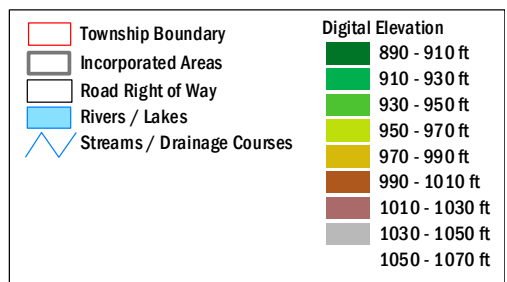 Township Boundary
Incorporated Areas
Road Right of Way
Rivers / Lakes
Streams / Drainage Courses
Digital Elevation
890 - 910 ft
910 - 930 ft
930 - 950 ft
950 - 970 ft
970 - 990 ft
990 - 1010 ft
1010 - 1030 ft
1030 - 1050 ft
1050 - 1070 ft